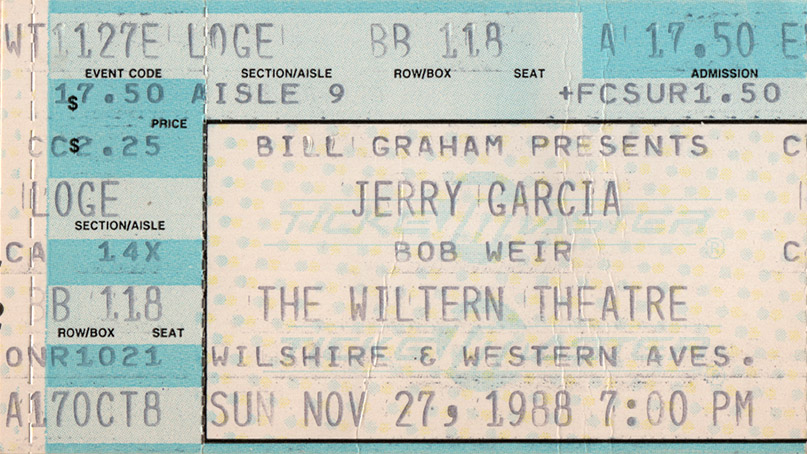 WT1127E LOGE BB 118 A 17.50 E
EVENT CODE SECTION/AISLE ROW/BOX SEAT ADMISSION
$ 17.50 AISLE 9 +FCSUR1.50
PRICE
CC $ 2.25 BILL GRAHAM PRESENTS C
LOGE JERRY GARCIA
SECTION/AISLE TICKETMASTER ®
CA 14X BOB WEIR C
BB 118 THE WILTERN THEATRE
ROW/BOX SEAT
ONR1021 WILSHIRE & WESTERN AVES.
A17OCT8 SUN NOV 27, 1988 7:00 PM